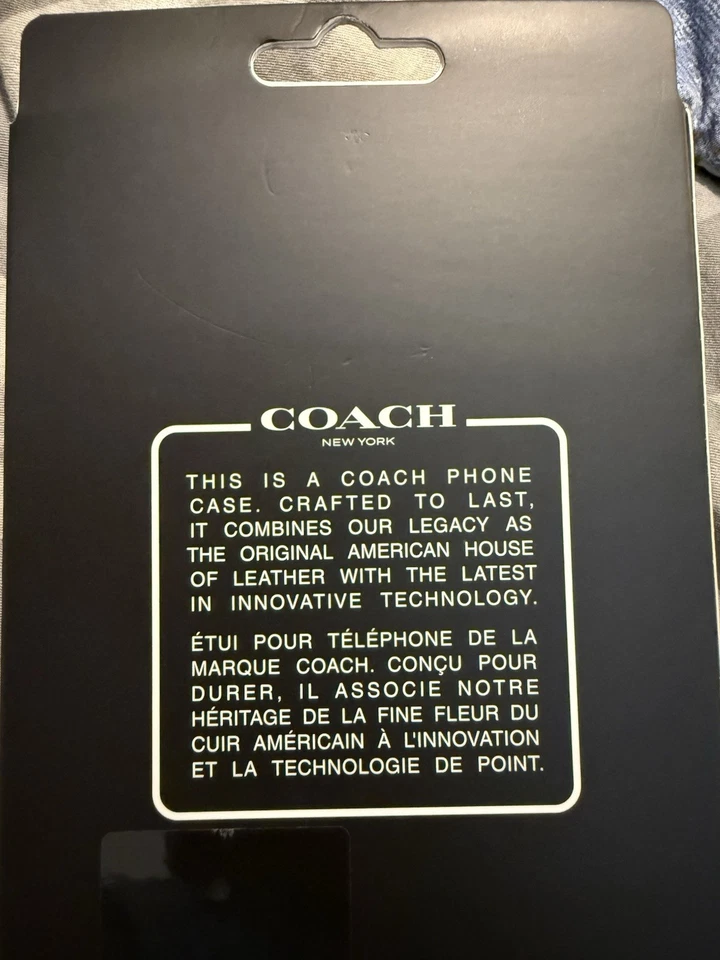 COACH
NEW YORK
THIS IS A COACH PHONE
CASE. CRAFTED TO LAST,
IT COMBINES OUR LEGACY AS
THE ORIGINAL AMERICAN HOUSE
OF LEATHER WITH THE LATEST
IN INNOVATIVE TECHNOLOGY.
ÉTUI POUR TÉLÉPHONE DE LA
MARQUE COACH. CONÇU POUR
DURER, IL ASSOCIE NOTRE
HÉRITAGE DE LA FINE FLEUR DU
CUIR AMÉRICAIN À L'INNOVATION
ET LA TECHNOLOGIE DE POINT.